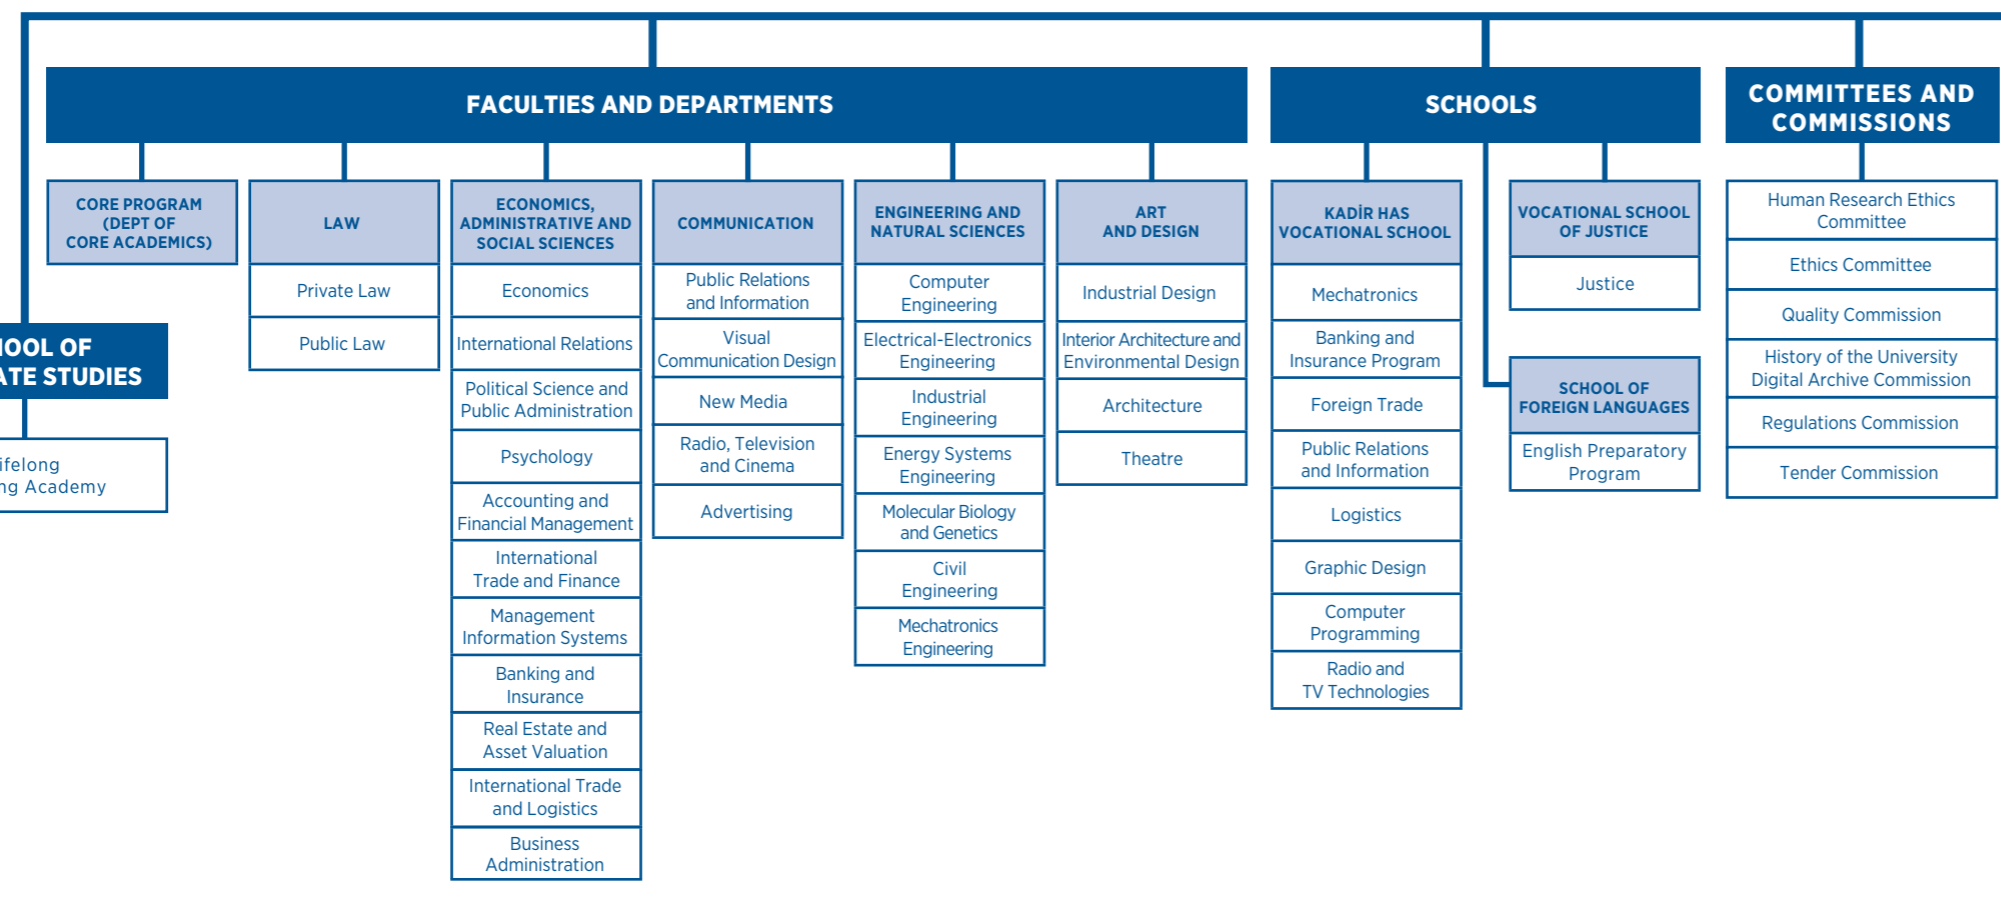 FACULTIES AND DEPARTMENTS
CORE PROGRAM
(DEPT OF
CORE ACADEMICS)
LAW
Private Law
Public Law
ECONOMICS,
ADMINISTRATIVE AND
SOCIAL SCIENCES
Economics
International Relations
Political Science and
Public Administration
Psychology
Accounting and
Financial Management
International
Trade and Finance
Management
Information Systems
Banking and
Insurance
Real Estate and
Asset Valuation
International Trade
and Logistics
Business
Administration
COMMUNICATION
Public Relations
and Information
Visual
Communication Design
New Media
Radio, Television
and Cinema
Advertising
ENGINEERING AND
NATURAL SCIENCES
Computer
Engineering
Electrical-Electronics
Engineering
Industrial
Engineering
Energy Systems
Engineering
Molecular Biology
and Genetics
Civil
Engineering
Mechatronics
Engineering
ART
AND DESIGN
Industrial Design
Interior Architecture and
Environmental Design
Architecture
Theatre
SCHOOLS
KADİR HAS
VOCATIONAL SCHOOL
Mechatronics
Banking and
Insurance Program
Foreign Trade
Public Relations
and Information
Logistics
Graphic Design
Computer
Programming
Radio and
TV Technologies
VOCATIONAL SCHOOL
OF JUSTICE
Justice
SCHOOL OF
FOREIGN LANGUAGES
English Preparatory
Program
COMMITTEES AND
COMMISSIONS
Human Research Ethics
Committee
Ethics Committee
Quality Commission
History of the University
Digital Archive Commission
Regulations Commission
Tender Commission
OF
STUDIES
Academy